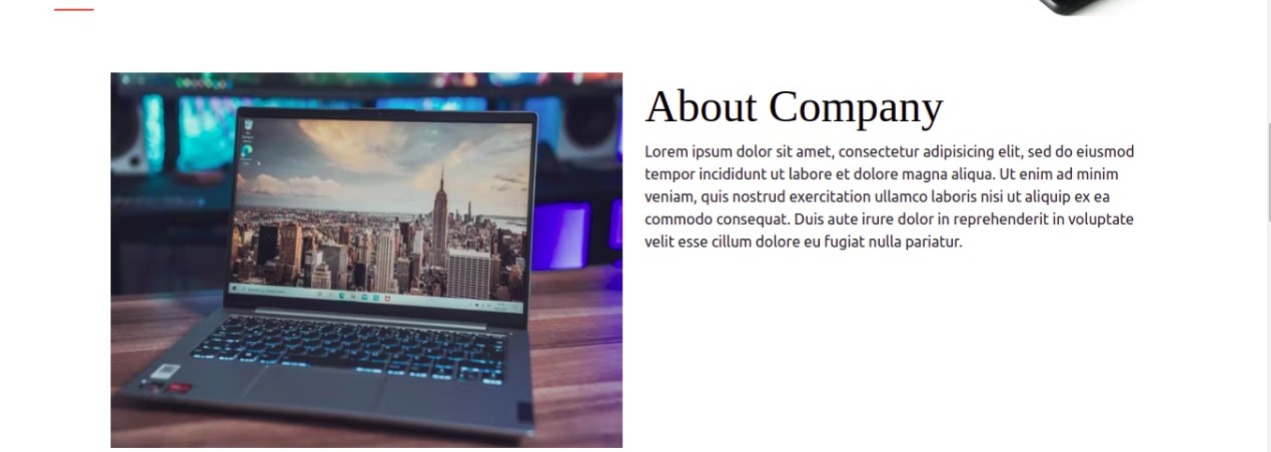 About Company
Lorem ipsum dolor sit amet, consectetur adipisicing elit, sed do eiusmod
tempor incididunt ut labore et dolore magna aliqua. Ut enim ad minim
veniam, quis nostrud exercitation ullamco laboris nisi ut aliquip ex ea
commodo consequat. Duis aute irure dolor in reprehenderit in voluptate
velit esse cillum dolore eu fugiat nulla pariatur.